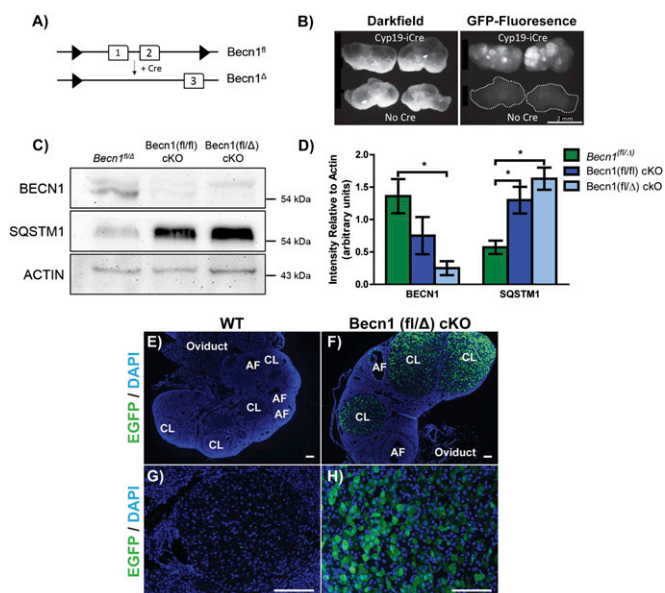 A)
1 2 Becn1fl
+ Cre
3 Becn1Δ
B) Darkfield GFP-Fluoresence
Cyp19-iCre Cyp19-iCre
No Cre No Cre
2 mm
C)
Becn1fl/Δ Becn1(fl/fl) cKO Becn1(fl/Δ) cKO
BECN1
54 kDa
SQSTM1
54 kDa
ACTIN
43 kDa
D)
Intensity Relative to Actin
(arbitrary units)
2.0
1.5
1.0
0.5
0.0
* * *
BECN1 SQSTM1
Becn1(fl/Δ)
Becn1(fl/fl) cKO
Becn1(fl/Δ) cKO
WT Becn1 (fl/Δ) cKO
EGFP / DAPI
E) Oviduct
AF CL
AF
CL AF
CL CL
F)
AF CL CL
CL
AF Oviduct
EGFP / DAPI
G) H)